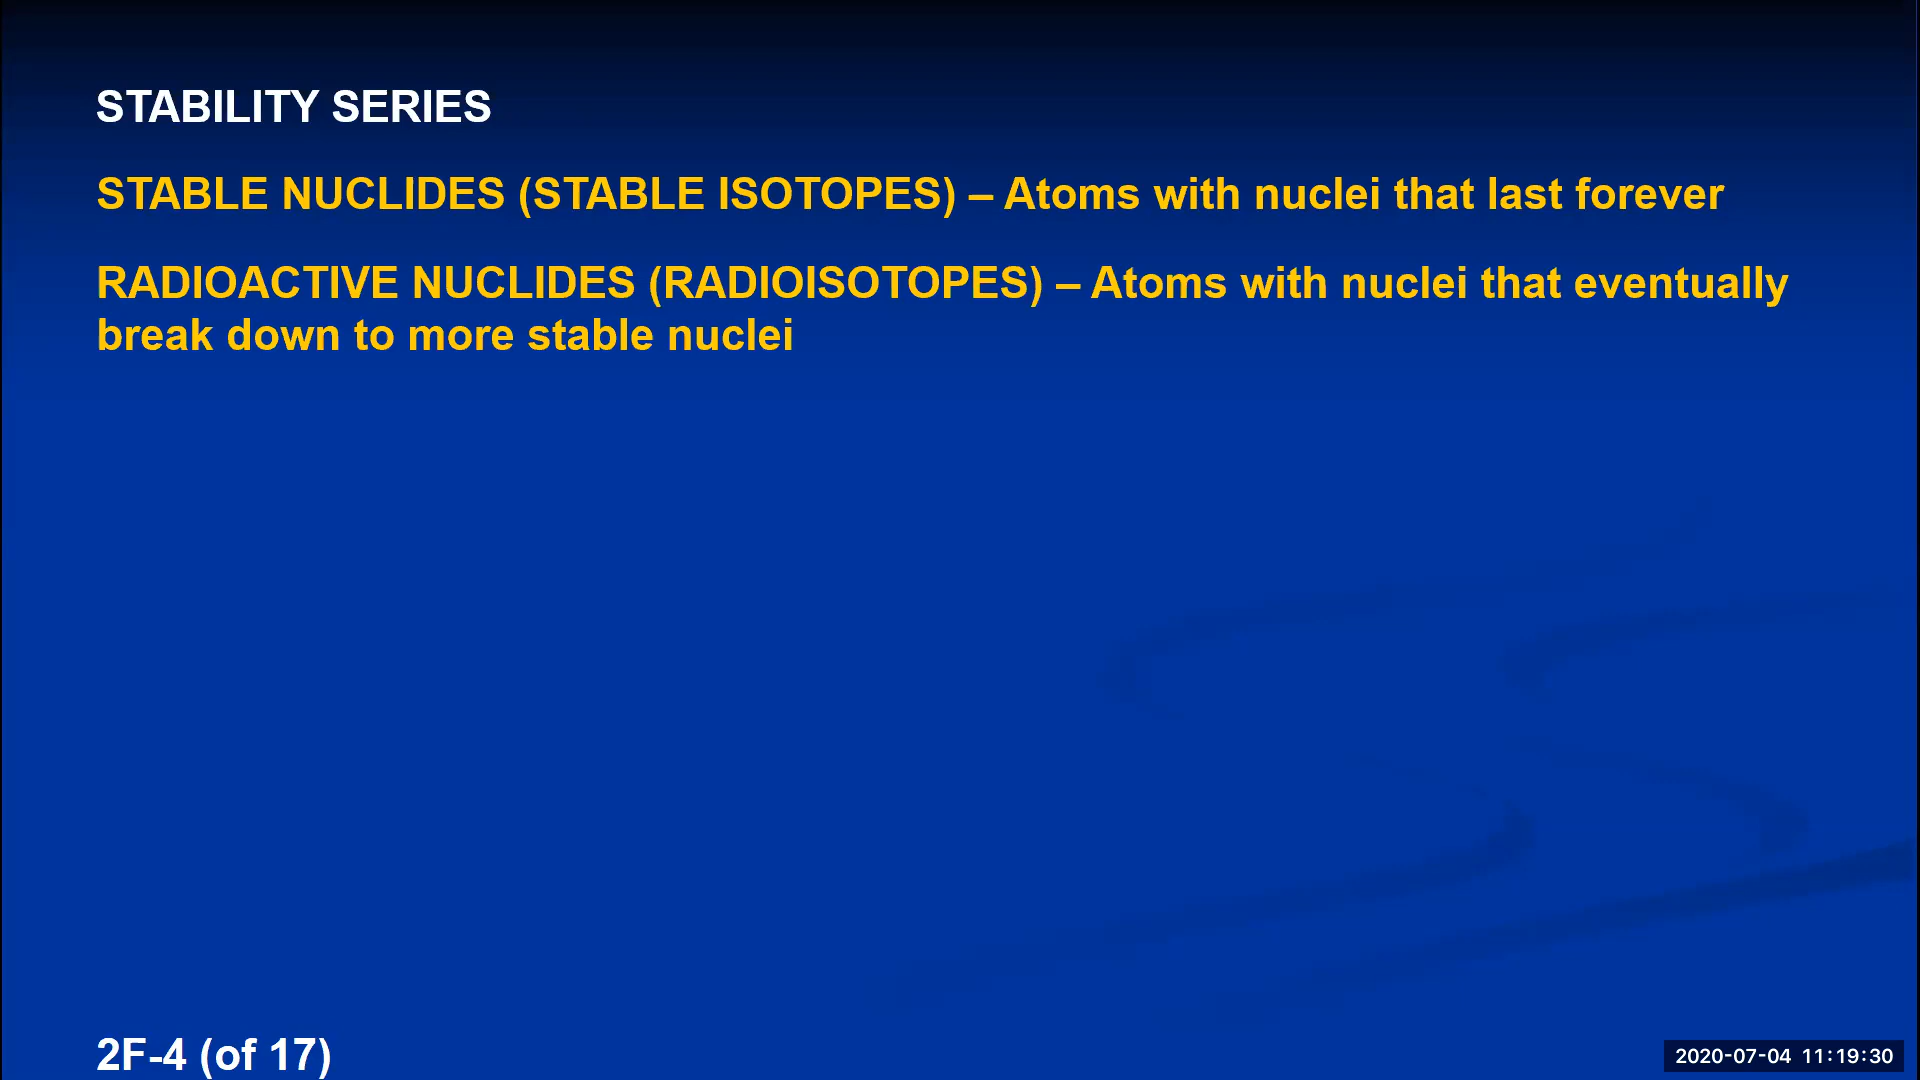 STABILITY SERIES
STABLE NUCLIDES (STABLE ISOTOPES) – Atoms with nuclei that last forever
RADIOACTIVE NUCLIDES (RADIOISOTOPES) – Atoms with nuclei that eventually
break down to more stable nuclei
2F-4 (of 17)
2020-07-04 11:19:30